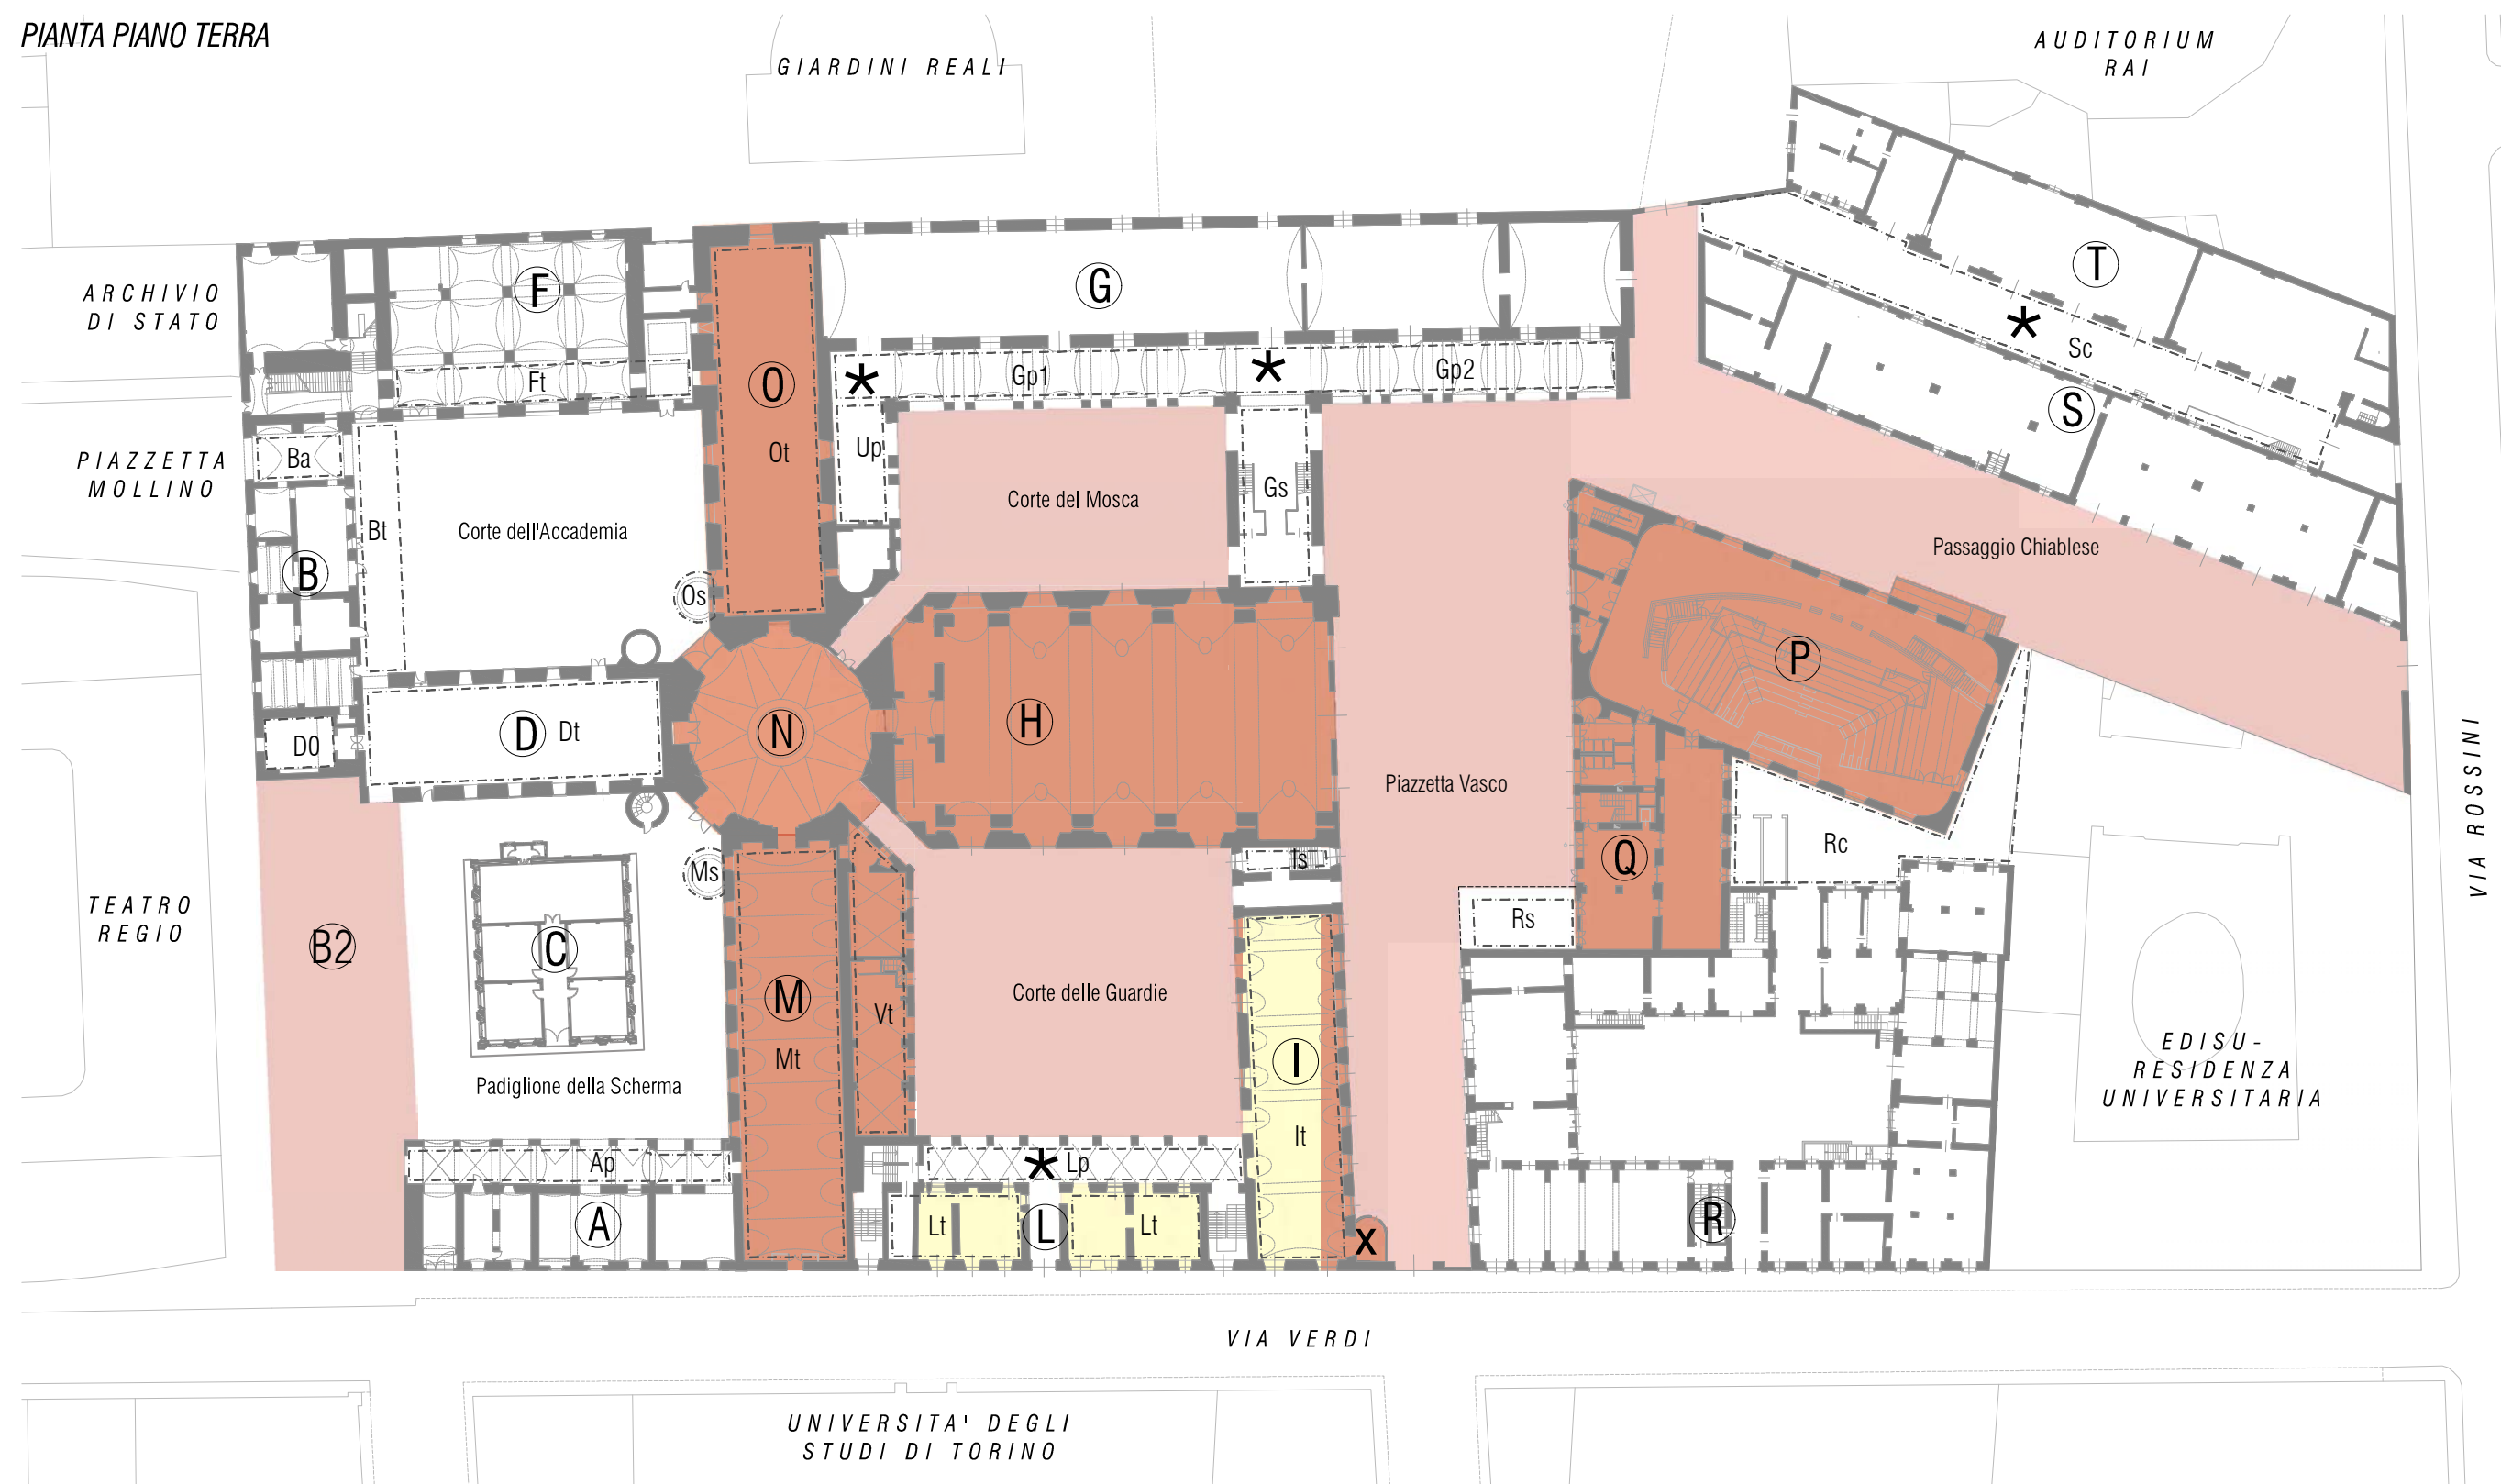 PIANTA PIANO TERRA
GIARDINI REALI
AUDITORIUM
RAI
ARCHIVIO
DI STATO
F
G
T
*
Sc
Ft
O
*
Gp1
*
Gp2
S
PIAZZETTA
MOLLINO
Ba
Ot
Up
Corte del Mosca
Gs
Bt
Corte dell'Accademia
Passaggio Chiablese
B
Os
P
D0
D
Dt
N
H
Piazzetta Vasco
VIA ROSSINI
Ms
Is
Q
Rc
TEATRO
REGIO
B2
C
Rs
M
Vt
Corte delle Guardie
I
Mt
EDISU-
RESIDENZA
UNIVERSITARIA
Padiglione della Scherma
It
Ap
*
Lp
A
Lt
L
Lt
x
R
VIA VERDI
UNIVERSITA' DEGLI
STUDI DI TORINO